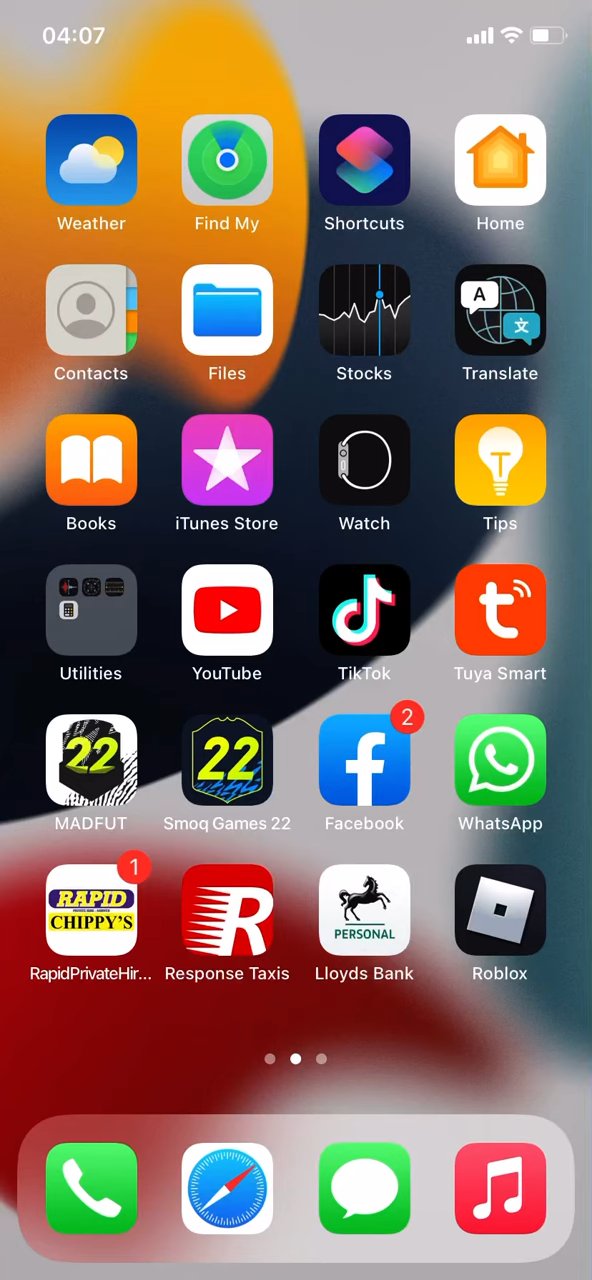 04:07
Weather Find My Shortcuts Home
A 文
Contacts Files Stocks Translate
Books iTunes Store Watch Tips
Utilities YouTube TikTok Tuya Smart
2
22 22
MADFUT Smoq Games 22 Facebook WhatsApp
1
RAPID
CHIPPY'S R PERSONAL
RapidPrivateHir... Response Taxis Lloyds Bank Roblox